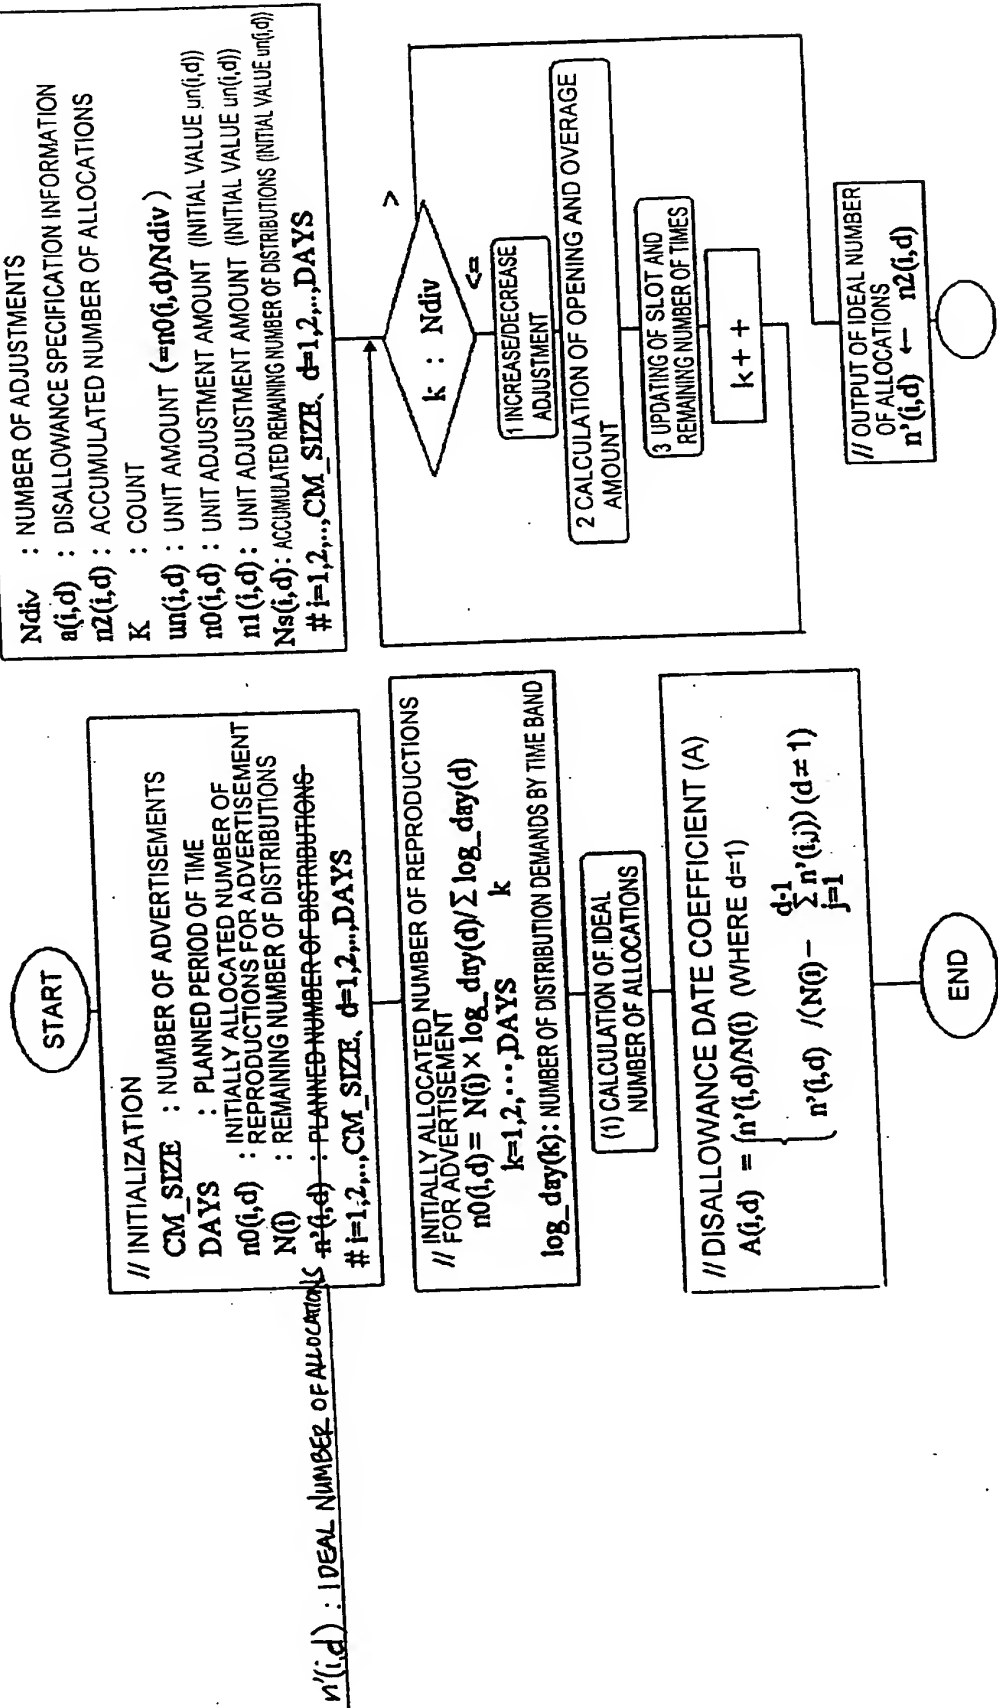 START
// INITIALIZATION
CM_SIZE : NUMBER OF ADVERTISEMENTS
DAYS : PLANNED PERIOD OF TIME
n0(i,d) : INITIALLY ALLOCATED NUMBER OF
REPRODUCTIONS FOR ADVERTISEMENT
N(i) : REMAINING NUMBER OF DISTRIBUTIONS
n'(i,d) : PLANNED NUMBER OF DISTRIBUTIONS
# i=1,2,..,CM_SIZE、d=1,2,..,DAYS
n'(i,d) : IDEAL NUMBER OF ALLOCATIONS
// INITIALLY ALLOCATED NUMBER OF REPRODUCTIONS
FOR ADVERTISEMENT
n0(i,d) = N(i) × log_day(d)/Σ log_day(d)
k
k=1,2,···,DAYS
log_day(k): NUMBER OF DISTRIBUTION DEMANDS BY TIME BAND
(1) CALCULATION OF IDEAL
NUMBER OF ALLOCATIONS
// DISALLOWANCE DATE COEFFICIENT (A)
A(i,d) = {n'(i,d)/N(i) (WHERE d=1)
d-1
n'(i,d) /(N(i) − Σ n'(i,j)) (d≠1)
j=1
END
Ndiv : NUMBER OF ADJUSTMENTS
a(i,d) : DISALLOWANCE SPECIFICATION INFORMATION
n2(i,d) : ACCUMULATED NUMBER OF ALLOCATIONS
K : COUNT
un(i,d) : UNIT AMOUNT (=n0(i,d)/Ndiv )
n0(i,d) : UNIT ADJUSTMENT AMOUNT (INITIAL VALUE un(i,d))
n1(i,d) : UNIT ADJUSTMENT AMOUNT (INITIAL VALUE un(i,d))
Ns(i,d) : ACCUMULATED REMAINING NUMBER OF DISTRIBUTIONS (INITIAL VALUE un(i,d))
# i=1,2,..,CM_SIZE、d=1,2,..,DAYS
k : Ndiv
>
<=
1 INCREASE/DECREASE
ADJUSTMENT
2 CALCULATION OF OPENING AND OVERAGE
AMOUNT
3 UPDATING OF SLOT AND
REMAINING NUMBER OF TIMES
k++
// OUTPUT OF IDEAL NUMBER
OF ALLOCATIONS
n'(i,d) ← n2(i,d)